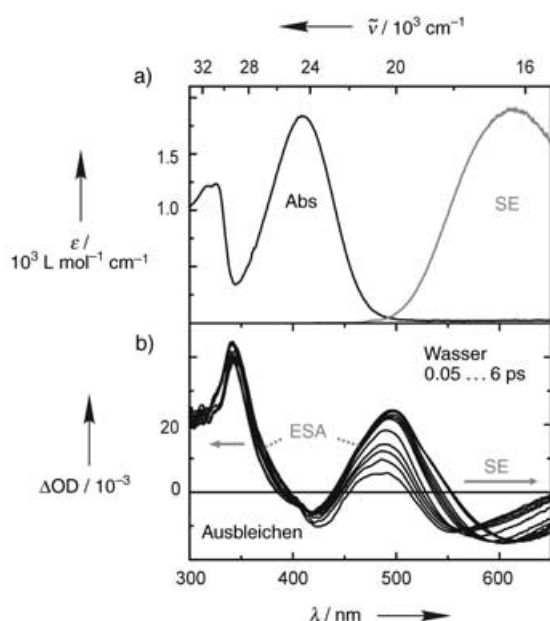 ṽ / 10³ cm⁻¹
32 28 24 20 16
a)
1.5
1.0
ε /
10³ L mol⁻¹ cm⁻¹
Abs
SE
b)
Wasser
0.05 ... 6 ps
20
ESA
SE
0
ΔOD / 10⁻³
Ausbleichen
300 400 500 600
λ / nm